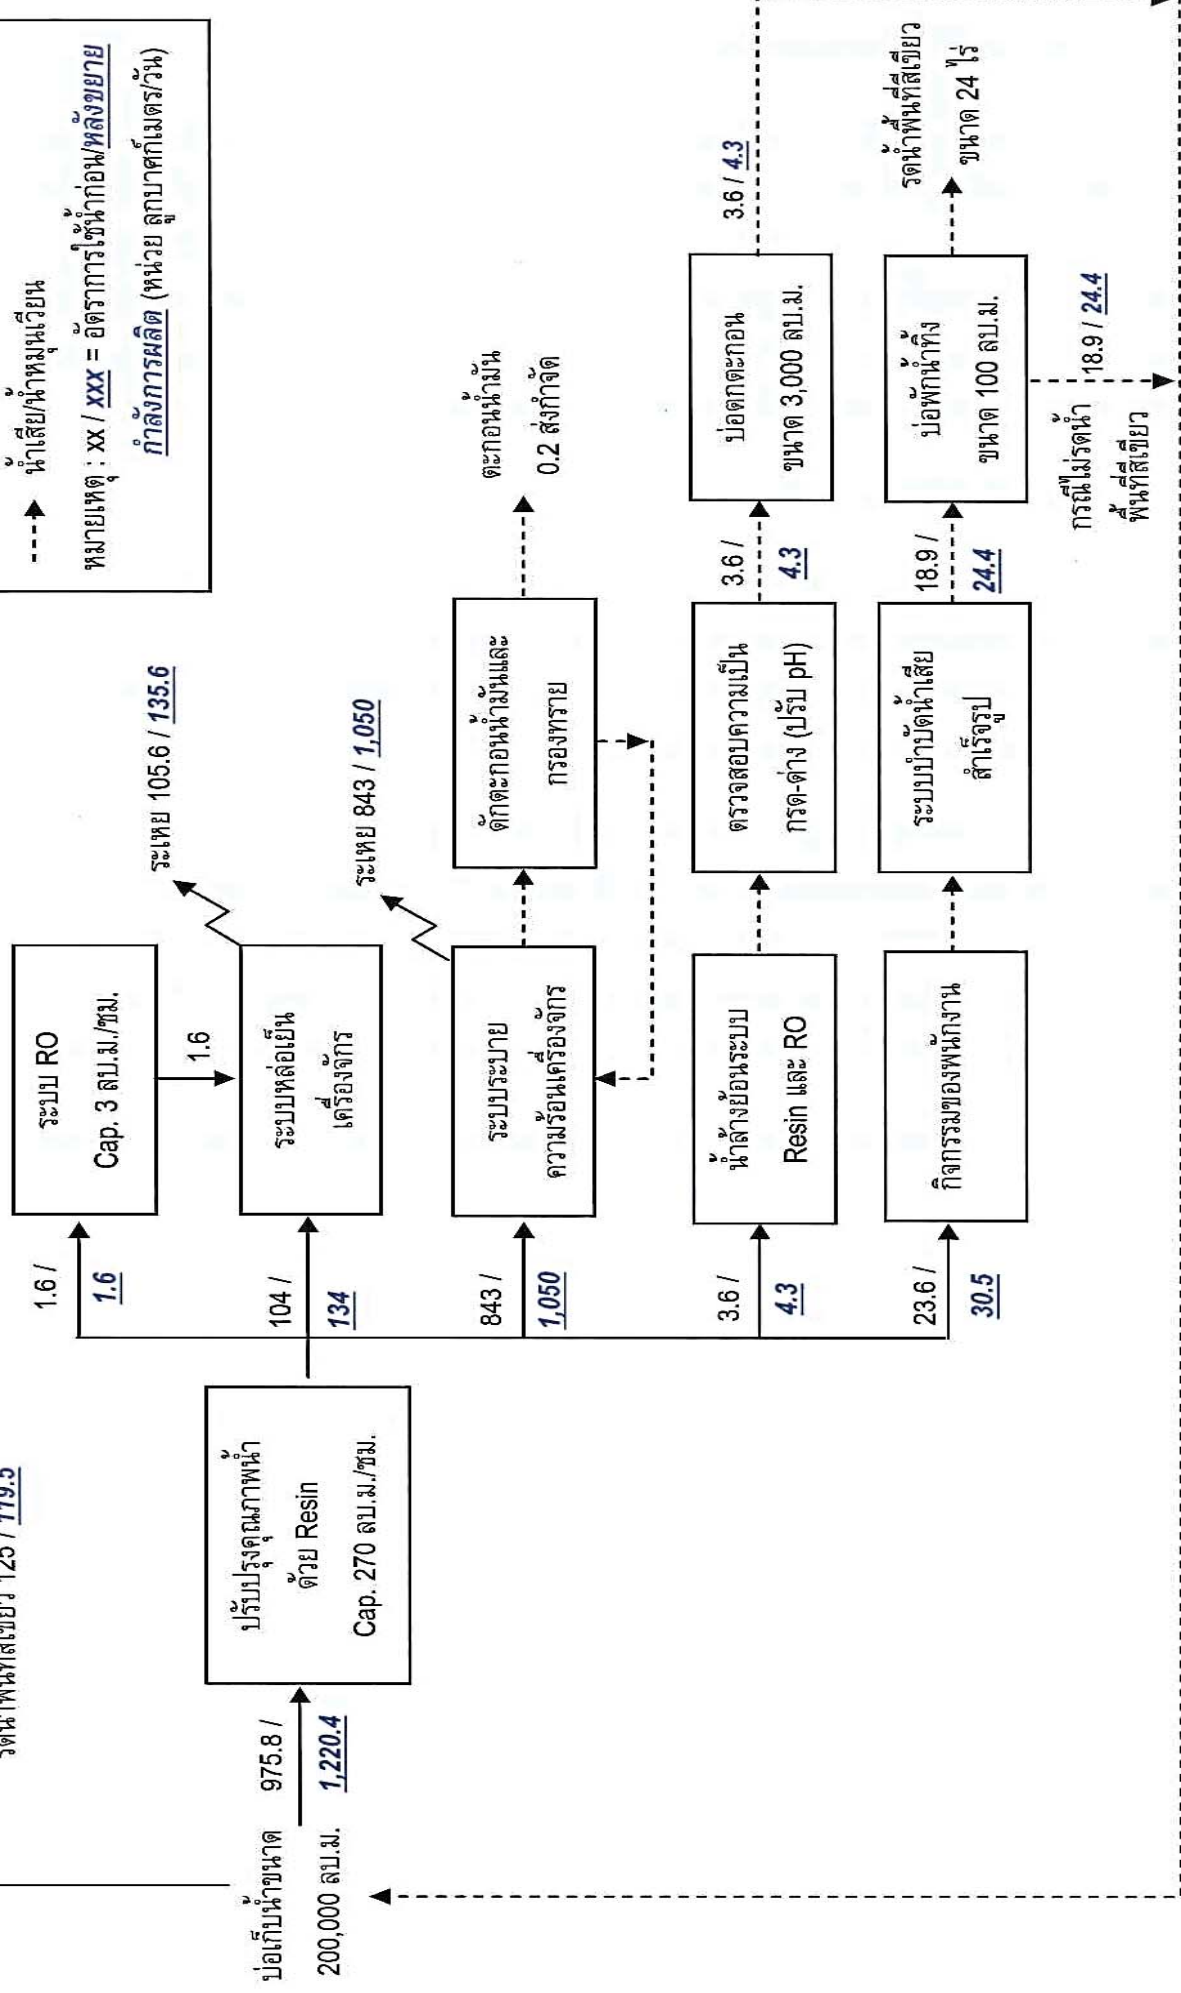 น้ำเสีย/น้ำหมุนเวียน
หมายเหตุ : xx / xxx = อัตราการใช้น้ำก่อน/หลังขยาย
กำลังการผลิต (หน่วย ลูกบาศก์เมตร/วัน)
รดน้ำพื้นที่สีเขียว 125 / 119.5
บ่อเก็บน้ำขนาด
200,000 ลบ.ม.
975.8 /
1,220.4
ปรับปรุงคุณภาพน้ำ
ด้วย Resin
Cap. 270 ลบ.ม./ชม.
1.6 /
1.6
ระบบ RO
Cap. 3 ลบ.ม./ชม.
1.6
104 /
134
ระบบหล่อเย็น
เครื่องจักร
ระเหย 105.6 / 135.6
843 /
1,050
ระบบระบาย
ความร้อนเครื่องจักร
ระเหย 843 / 1,050
ดักตะกอนน้ำมันและ
กรองทราย
ตะกอนน้ำมัน
0.2 ส่งกำจัด
3.6 /
4.3
น้ำล้างย้อนระบบ
Resin และ RO
ตรวจสอบความเป็น
กรด-ด่าง (ปรับ pH)
3.6 /
4.3
บ่อตกตะกอน
ขนาด 3,000 ลบ.ม.
3.6 / 4.3
23.6 /
30.5
กิจกรรมของพนักงาน
ระบบบำบัดน้ำเสีย
สำเร็จรูป
18.9 /
24.4
บ่อพักน้ำทิ้ง
ขนาด 100 ลบ.ม.
รดน้ำพื้นที่สีเขียว
ขนาด 24 ไร่
กรณีไม่รดน้ำ
พื้นที่สีเขียว
18.9 / 24.4